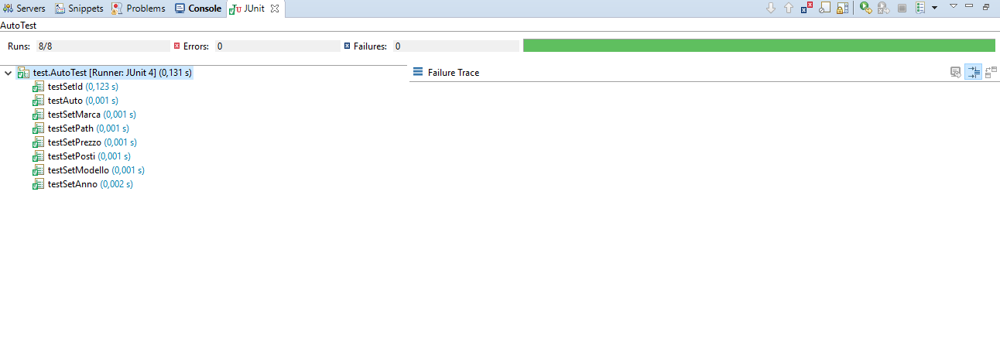 Servers Snippets Problems Console JUnit
AutoTest
Runs: 8/8 Errors: 0 Failures: 0
test.AutoTest [Runner: JUnit 4] (0,131 s)
Failure Trace
testSetId (0,123 s)
testAuto (0,001 s)
testSetMarca (0,001 s)
testSetPath (0,001 s)
testSetPrezzo (0,001 s)
testSetPosti (0,001 s)
testSetModello (0,001 s)
testSetAnno (0,002 s)